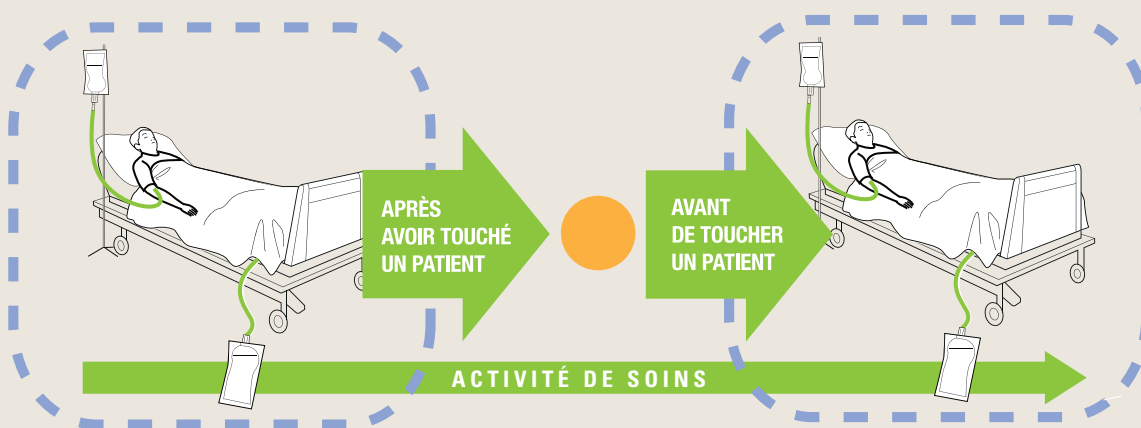 APRÈS
AVOIR TOUCHÉ
UN PATIENT
AVANT
DE TOUCHER
UN PATIENT
ACTIVITÉ DE SOINS